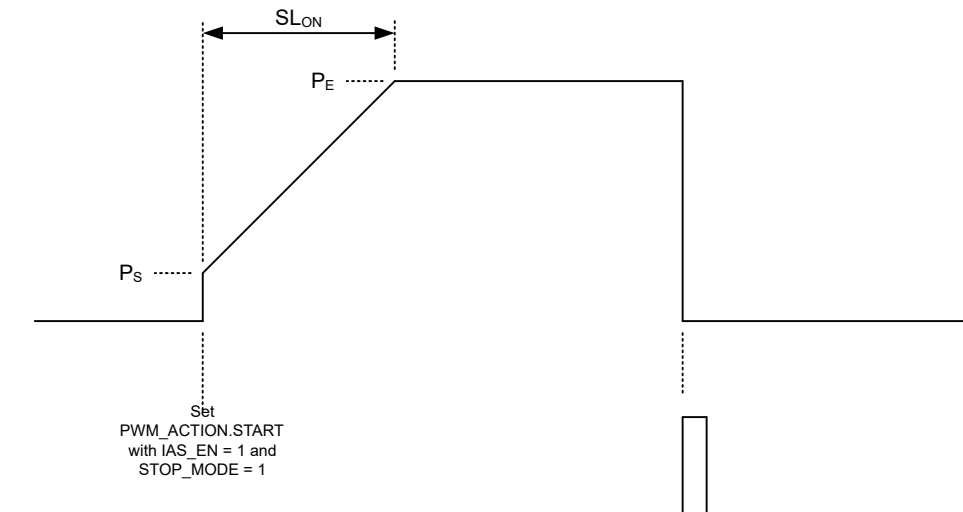 SLON
PE
PS
Set
PWM_ACTION.START
with IAS_EN = 1 and
STOP_MODE = 1